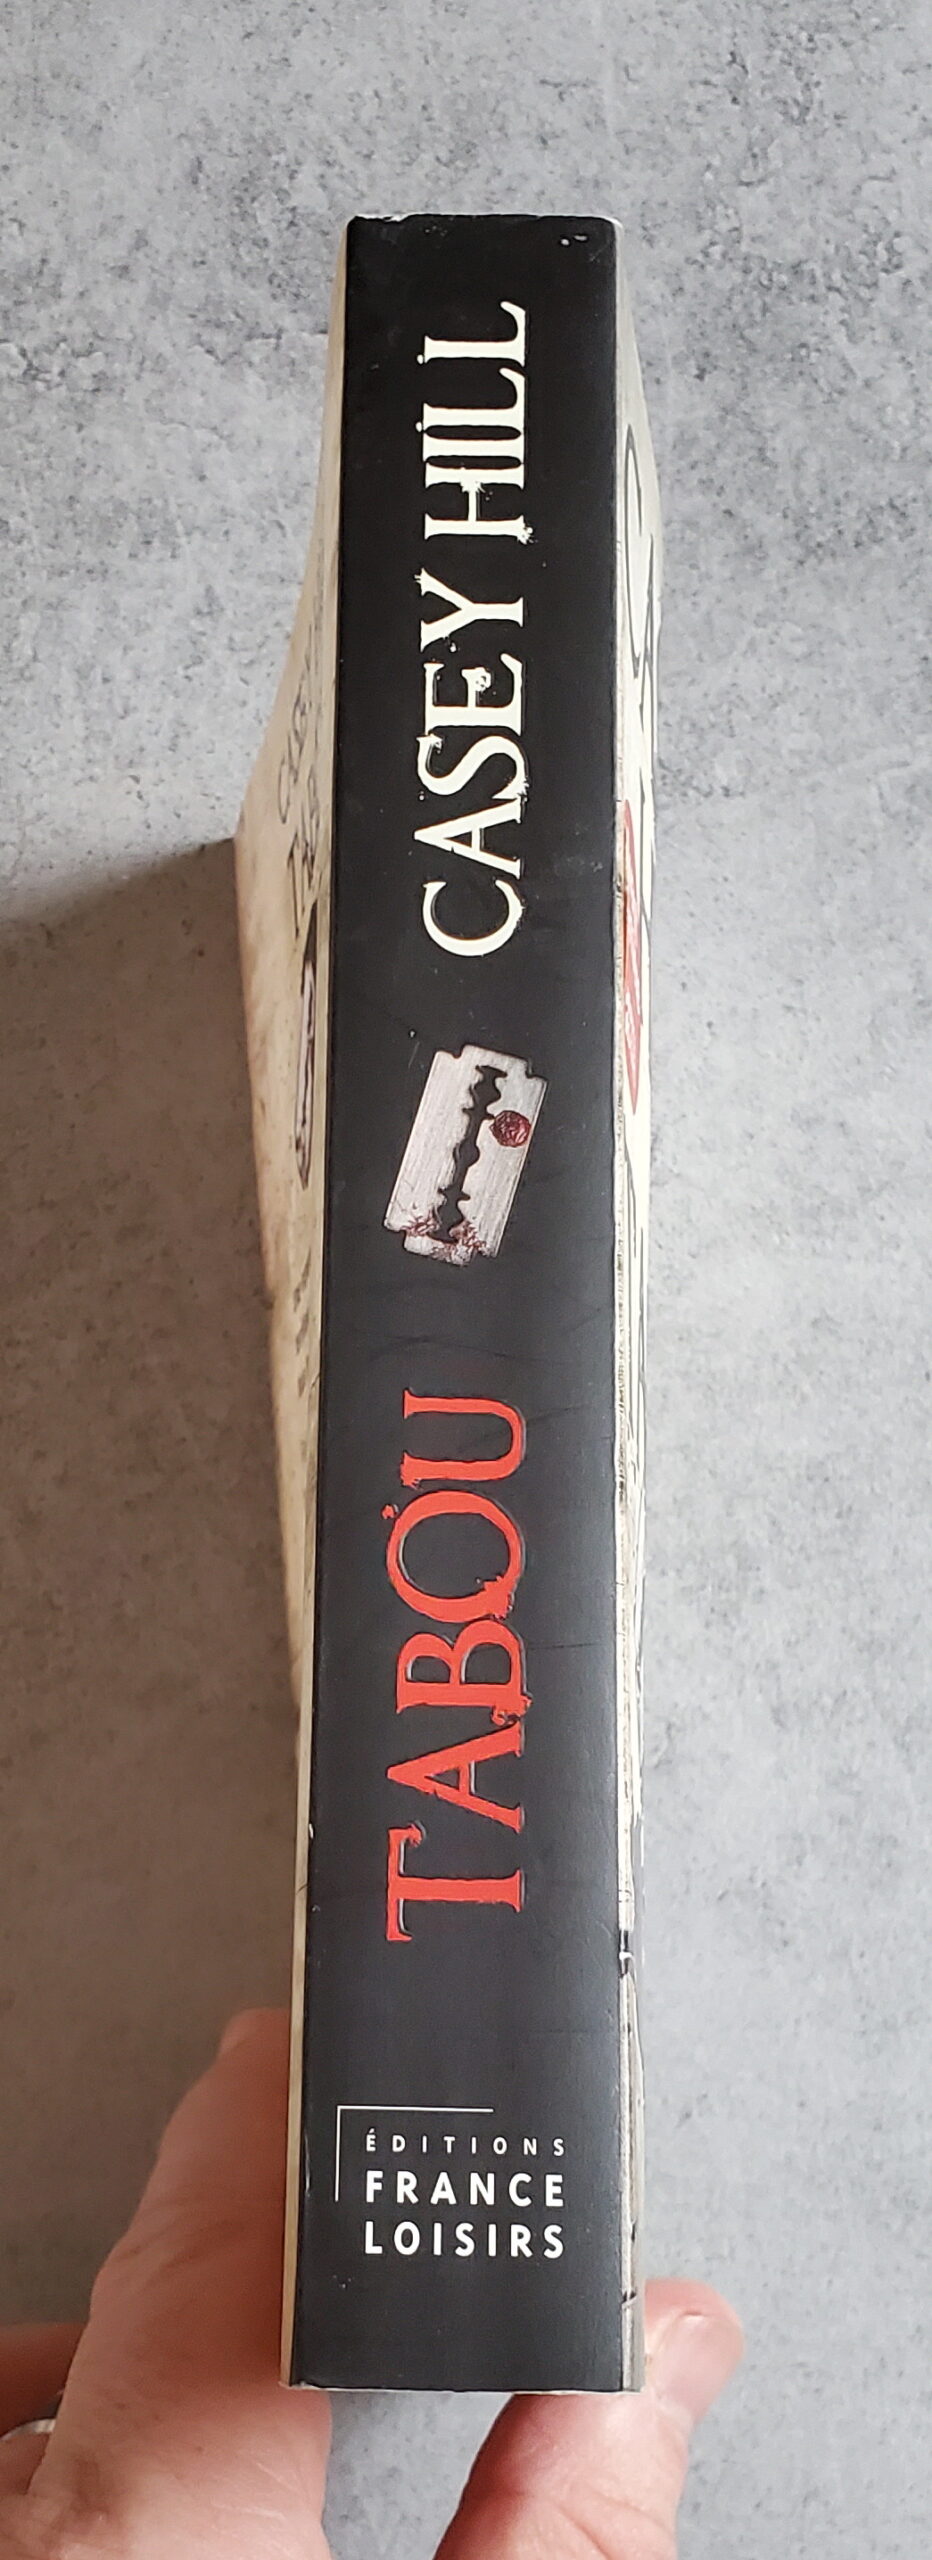 CASEY HILL
TABOU
ÉDITIONS
FRANCE
LOISIRS